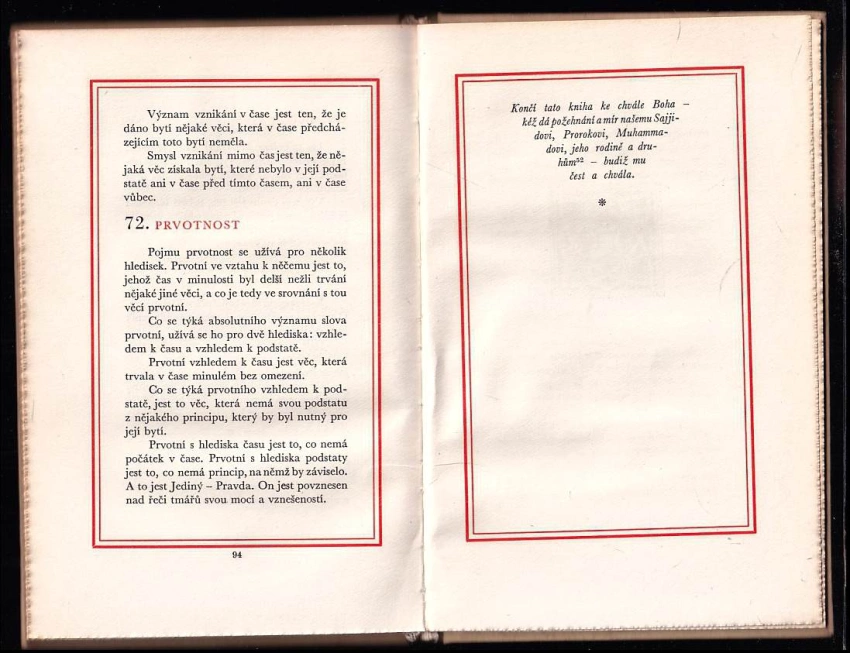 Význam vznikání v čase jest ten, že je
dáno bytí nějaké věci, která v čase předchá-
zejícím toto bytí neměla.
Smysl vznikání mimo čas jest ten, že ně-
jaká věc získala bytí, které nebylo v její pod-
statě ani v čase před tímto časem, ani v čase
vůbec.
72. PRVOTNOST
Pojmu prvotnost se užívá pro několik
hledisek. Prvotní ve vztahu k něčemu jest to,
jehož čas v minulosti byl delší nežli trvání
nějaké jiné věci, a co je tedy ve srovnání s tou
věcí prvotní.
Co se týká absolutního významu slova
prvotní, užívá se ho pro dvě hlediska: vzhle-
dem k času a vzhledem k podstatě.
Prvotní vzhledem k času jest věc, která
trvala v čase minulém bez omezení.
Co se týká prvotního vzhledem k pod-
statě, jest to věc, která nemá svou podstatu
z nějakého principu, který by byl nutný pro
její bytí.
Prvotní s hlediska času jest to, co nemá
počátek v čase. Prvotní s hlediska podstaty
jest to, co nemá princip, na němž by záviselo.
A to jest Jediný – Pravda. On jest povznesen
nad řeči tmářů svou mocí a vznešeností.
94
Končí tato kniha ke chvále Boha –
kéž dá požehnání a mír našemu Sajji-
dovi, Prorokovi, Muhamma-
dovi, jeho rodině a dru-
hům⁵² – budiž mu
čest a chvála.